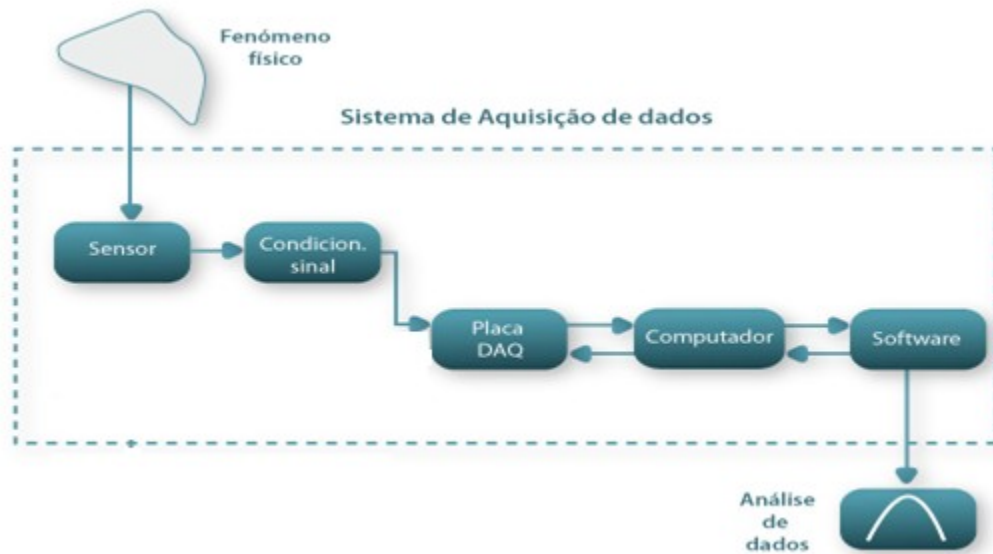 Fenómeno
físico
Sistema de Aquisição de dados
Sensor
Condicion.
sinal
Placa
DAQ
Computador
Software
Análise
de
dados